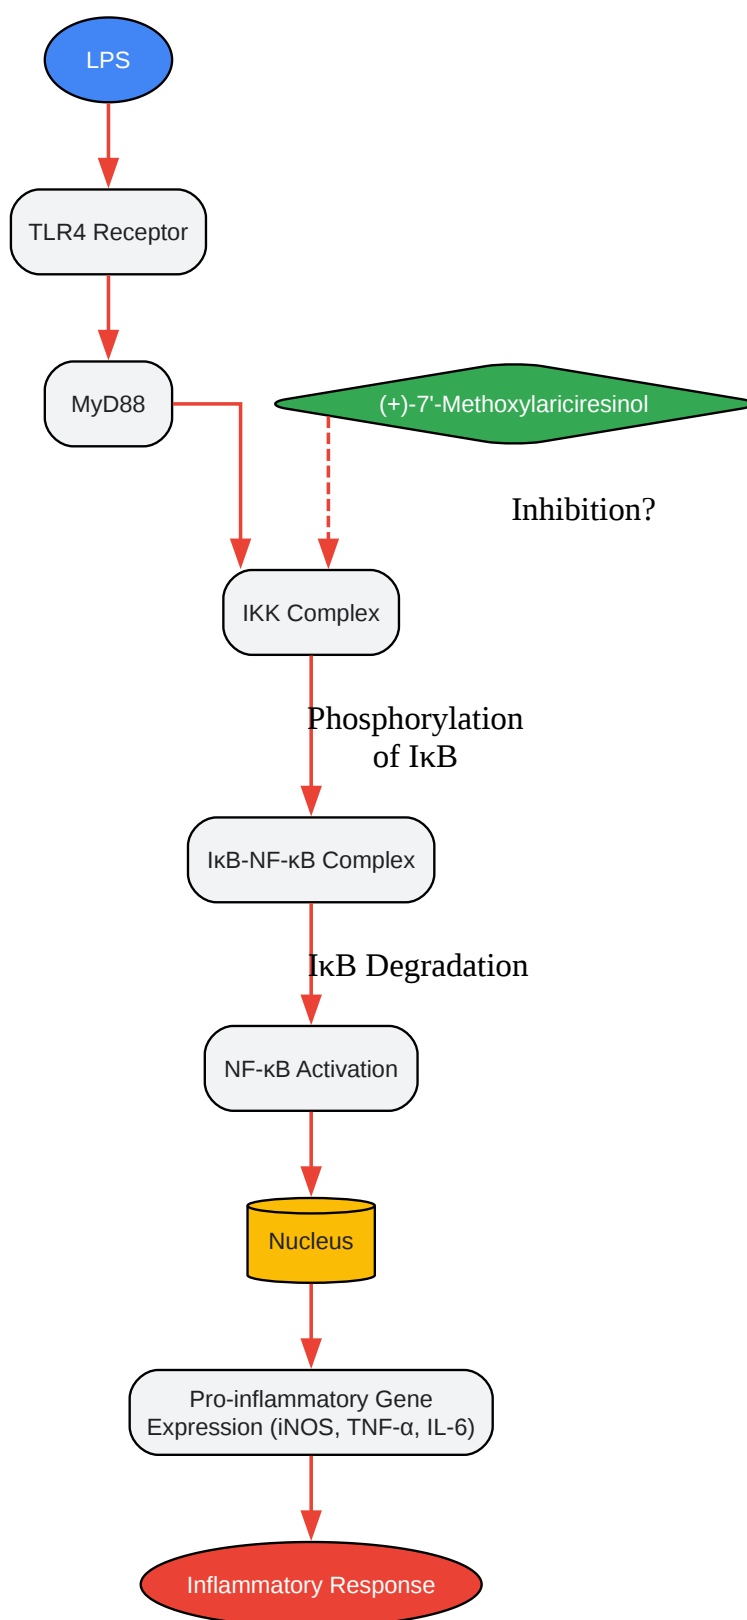 LPS
TLR4 Receptor
MyD88
(+)-7'-Methoxylariciresinol
Inhibition?
IKK Complex
Phosphorylation
of IκB
IκB-NF-κB Complex
IκB Degradation
NF-κB Activation
Nucleus
Pro-inflammatory Gene
Expression (iNOS, TNF-α, IL-6)
Inflammatory Response